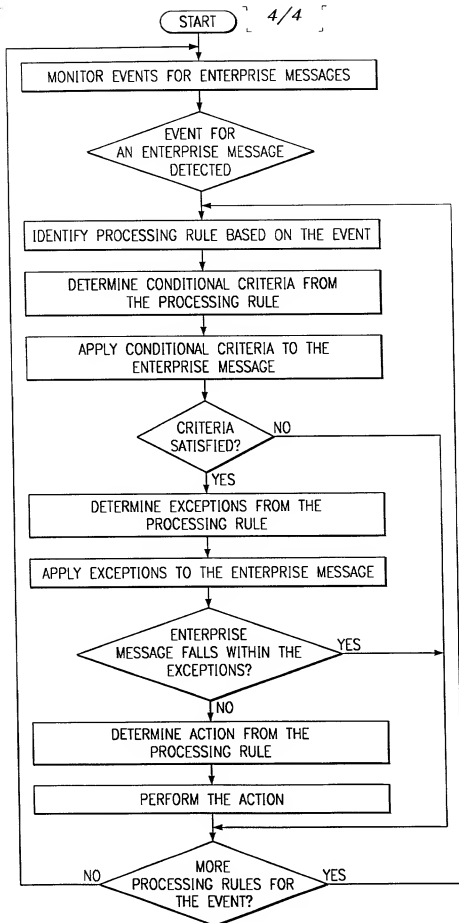 START
4/4
MONITOR EVENTS FOR ENTERPRISE MESSAGES
EVENT FOR
AN ENTERPRISE MESSAGE
DETECTED
IDENTIFY PROCESSING RULE BASED ON THE EVENT
DETERMINE CONDITIONAL CRITERIA FROM
THE PROCESSING RULE
APPLY CONDITIONAL CRITERIA TO THE
ENTERPRISE MESSAGE
CRITERIA
SATISFIED?
NO
YES
DETERMINE EXCEPTIONS FROM THE
PROCESSING RULE
APPLY EXCEPTIONS TO THE ENTERPRISE MESSAGE
ENTERPRISE
MESSAGE FALLS WITHIN THE
EXCEPTIONS?
YES
NO
DETERMINE ACTION FROM THE
PROCESSING RULE
PERFORM THE ACTION
NO
MORE
PROCESSING RULES FOR
THE EVENT?
YES